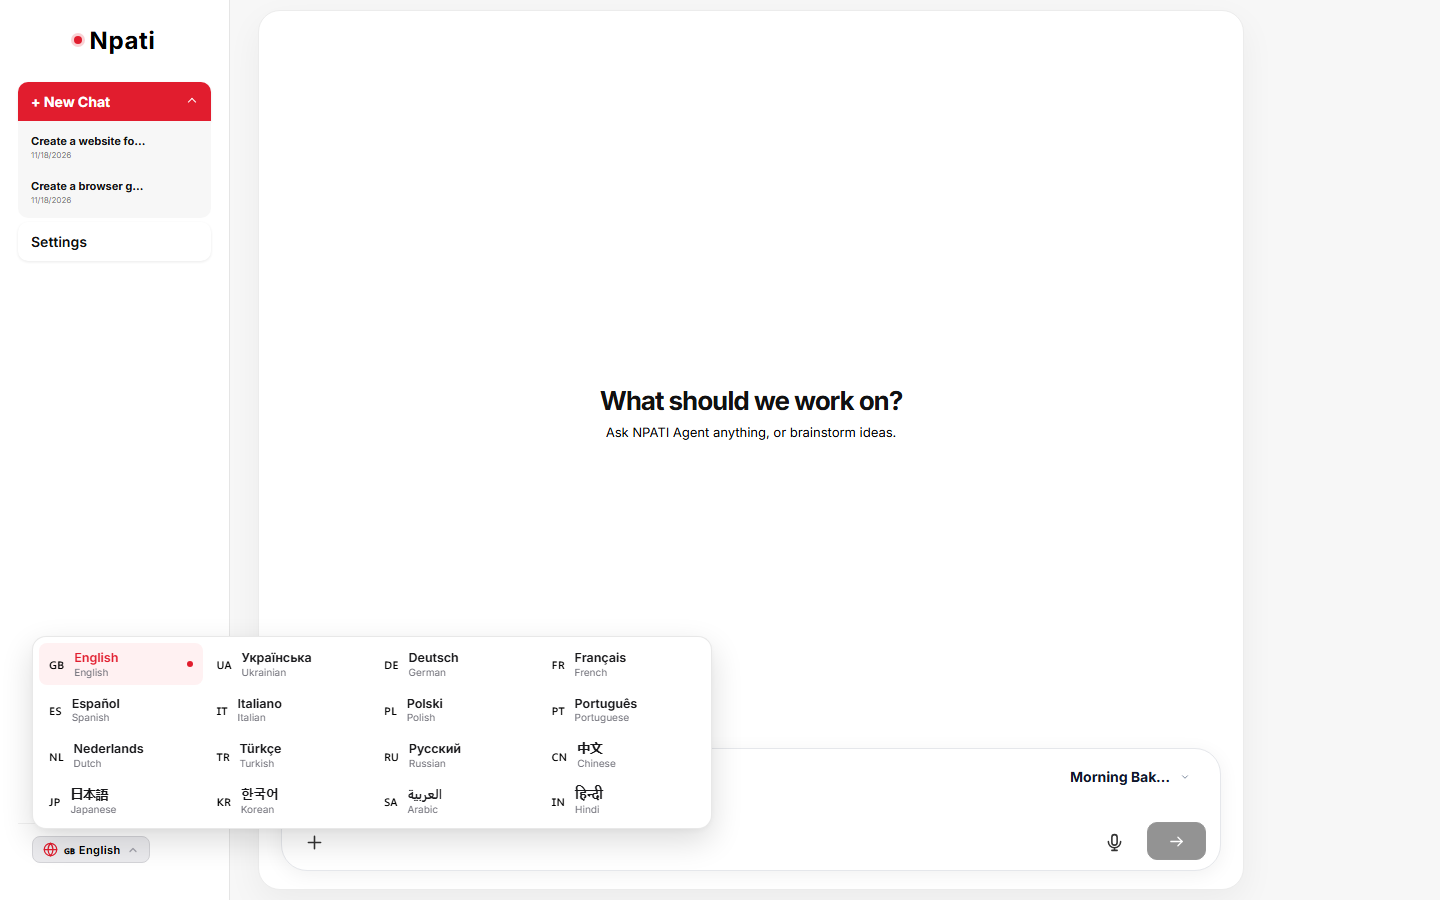 Npati
+ New Chat
Create a website fo...
11/18/2026
Create a browser g...
11/18/2026
Settings
What should we work on?
Ask NPATI Agent anything, or brainstorm ideas.
GB English
English
UA Українська
Ukrainian
DE Deutsch
German
FR Français
French
ES Español
Spanish
IT Italiano
Italian
PL Polski
Polish
PT Português
Portuguese
NL Nederlands
Dutch
TR Türkçe
Turkish
RU Русский
Russian
CN 中文
Chinese
JP 日本語
Japanese
KR 한국어
Korean
SA العربية
Arabic
IN हिन्दी
Hindi
Morning Bak...
GB English